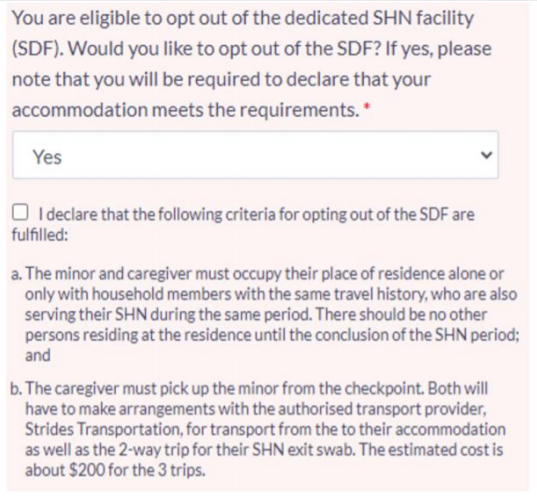 You are eligible to opt out of the dedicated SHN facility
(SDF). Would you like to opt out of the SDF? If yes, please
note that you will be required to declare that your
accommodation meets the requirements. *
Yes
I declare that the following criteria for opting out of the SDF are
fulfilled:
a. The minor and caregiver must occupy their place of residence alone or
only with household members with the same travel history, who are also
serving their SHN during the same period. There should be no other
persons residing at the residence until the conclusion of the SHN period;
and
b. The caregiver must pick up the minor from the checkpoint. Both will
have to make arrangements with the authorised transport provider,
Strides Transportation, for transport from the to their accommodation
as well as the 2-way trip for their SHN exit swab. The estimated cost is
about $200 for the 3 trips.